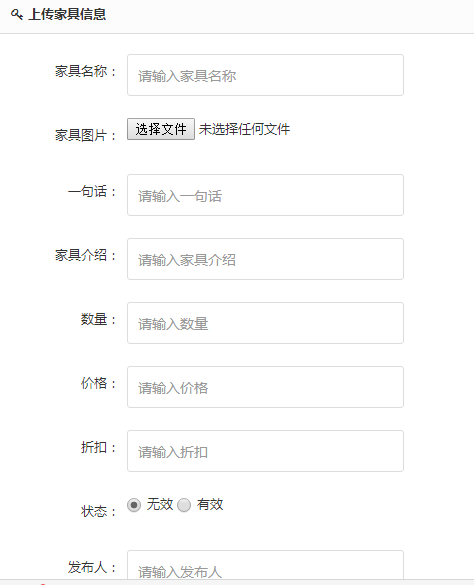 上传家具信息
家具名称： 请输入家具名称
家具图片： 选择文件 未选择任何文件
一句话： 请输入一句话
家具介绍： 请输入家具介绍
数量： 请输入数量
价格： 请输入价格
折扣： 请输入折扣
状态： 无效 有效
发布人： 请输入发布人